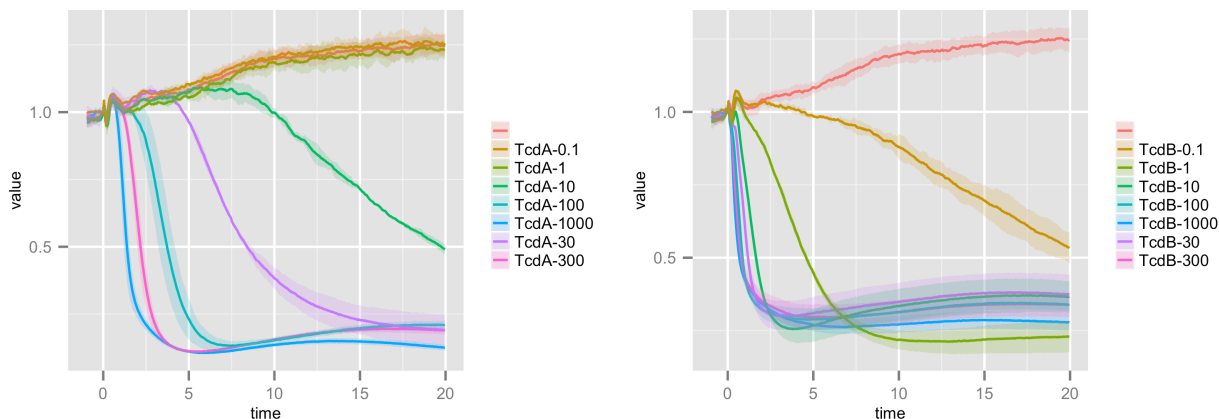 1.0
0.5
value
0
5
10
15
20
time
TcdA-0.1
TcdA-1
TcdA-10
TcdA-100
TcdA-1000
TcdA-30
TcdA-300
1.0
0.5
value
0
5
10
15
20
time
TcdB-0.1
TcdB-1
TcdB-10
TcdB-100
TcdB-1000
TcdB-30
TcdB-300